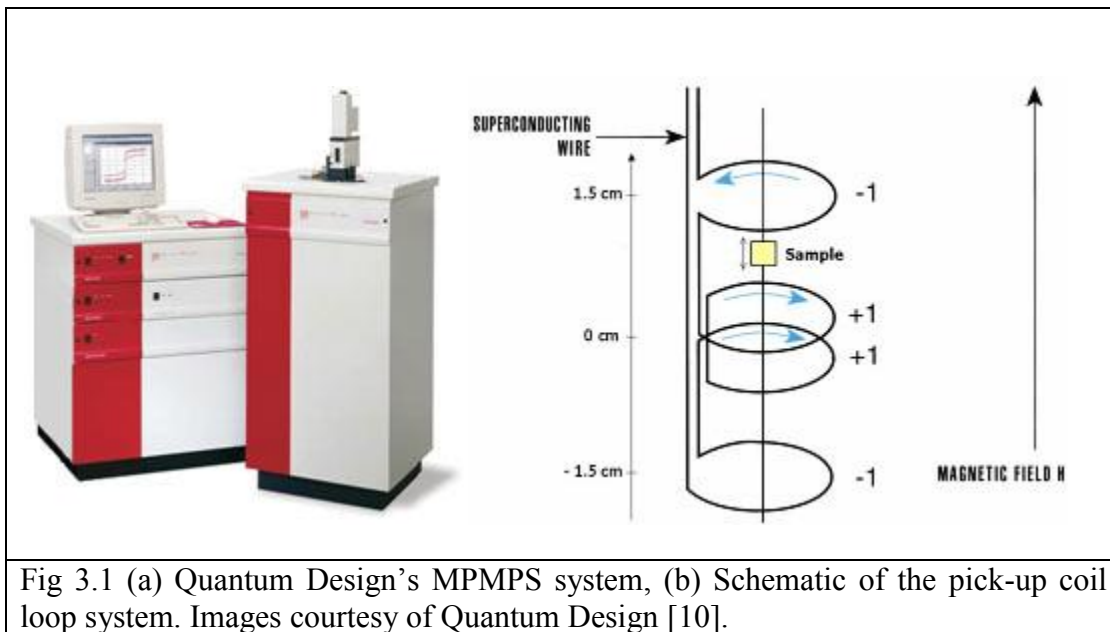 SUPERCONDUCTING
WIRE
1.5 cm
0 cm
- 1.5 cm
-1
Sample
+1
+1
-1
MAGNETIC FIELD H
Fig 3.1 (a) Quantum Design’s MPMPS system, (b) Schematic of the pick-up coil
loop system. Images courtesy of Quantum Design [10].